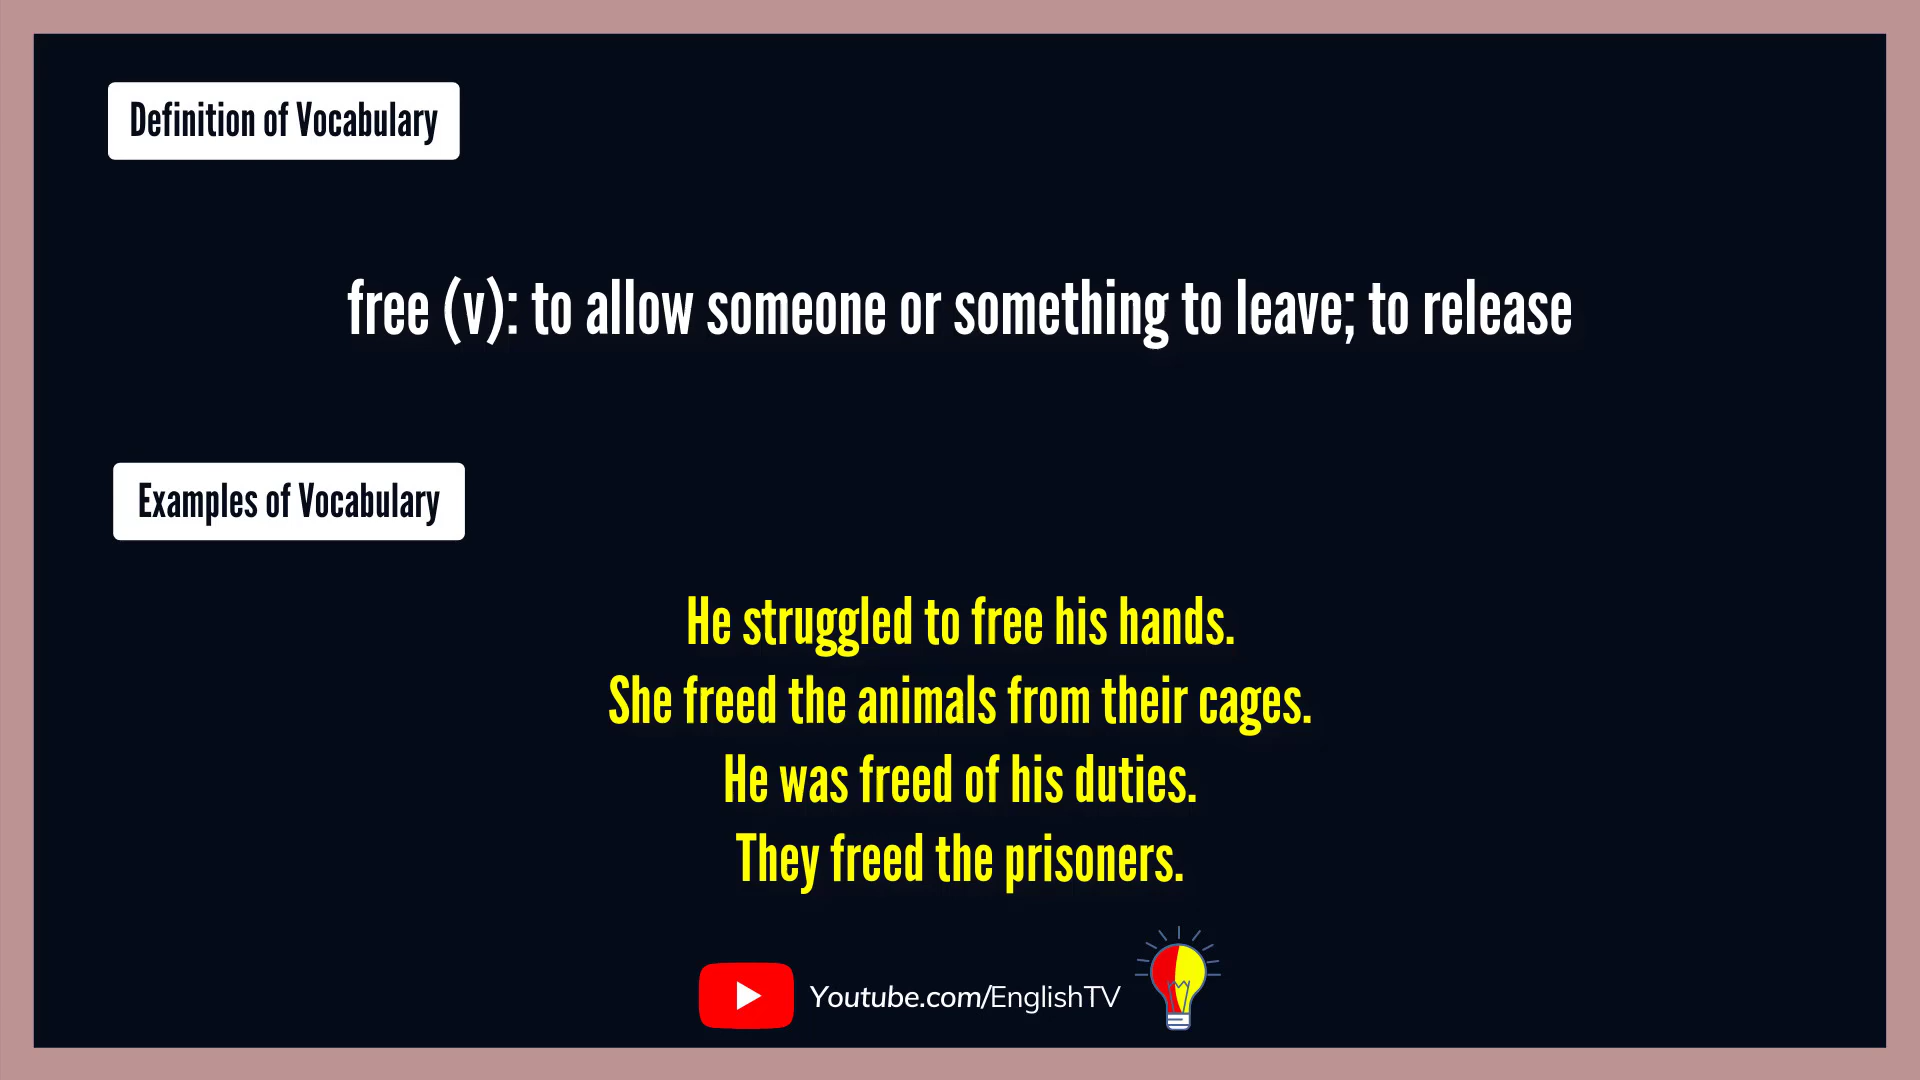 Definition of Vocabulary
free (v): to allow someone or something to leave; to release
Examples of Vocabulary
He struggled to free his hands.
She freed the animals from their cages.
He was freed of his duties.
They freed the prisoners.
Youtube.com/EnglishTV